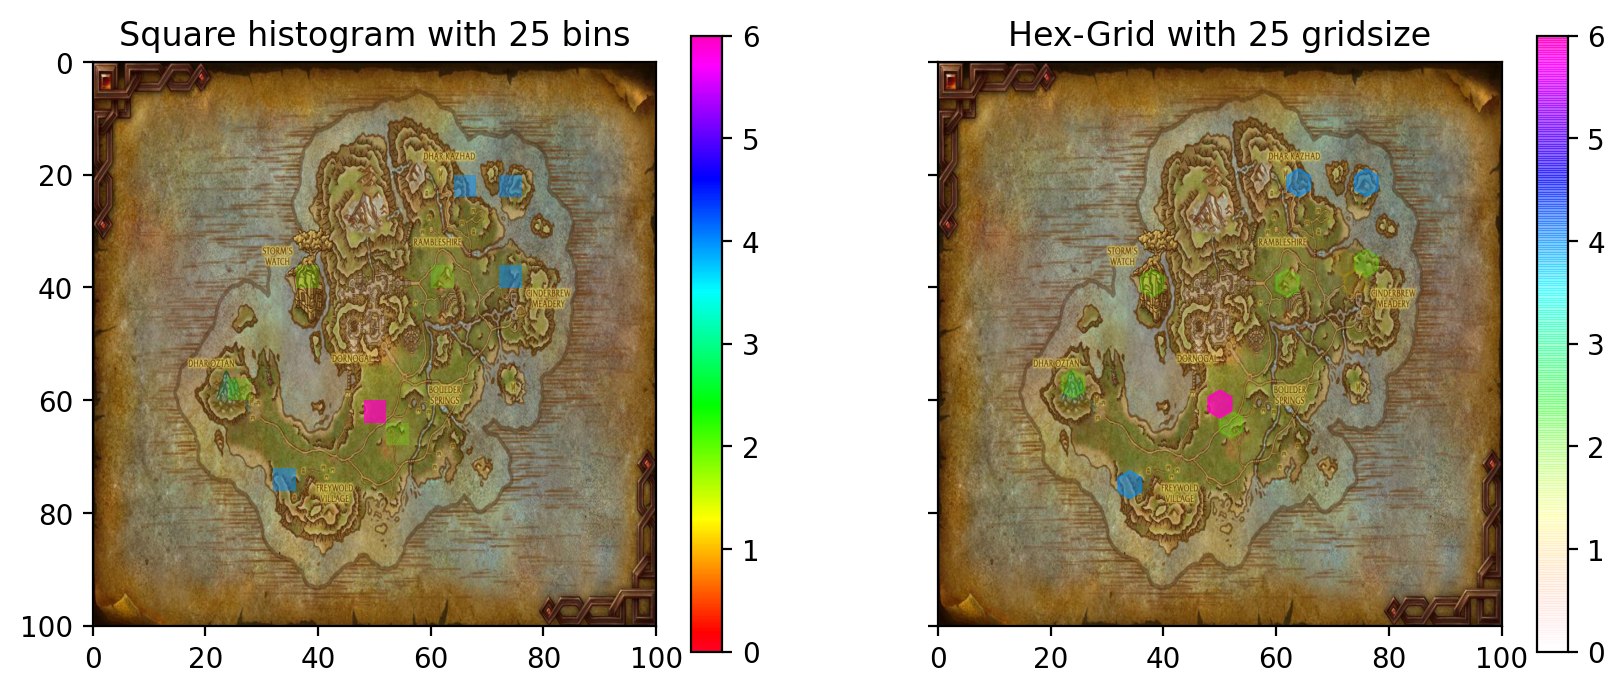 Square histogram with 25 bins
0
20
40
60
80
100
0
20
40
60
80
100
DHAR KAZHAD
RAMBLESHIRE
STORM'S
WATCH
CINDERBREW
MEADERY
DORNOGAL
DHAR OZTAN
BOULDER
SPRINGS
FREYWOLD
VILLAGE
6
5
4
3
2
1
0
Hex-Grid with 25 gridsize
0
20
40
60
80
100
DHAR KAZHAD
RAMBLESHIRE
STORM'S
WATCH
CINDERBREW
MEADERY
DORNOGAL
DHAR OZTAN
BOULDER
SPRINGS
FREYWOLD
VILLAGE
6
5
4
3
2
1
0